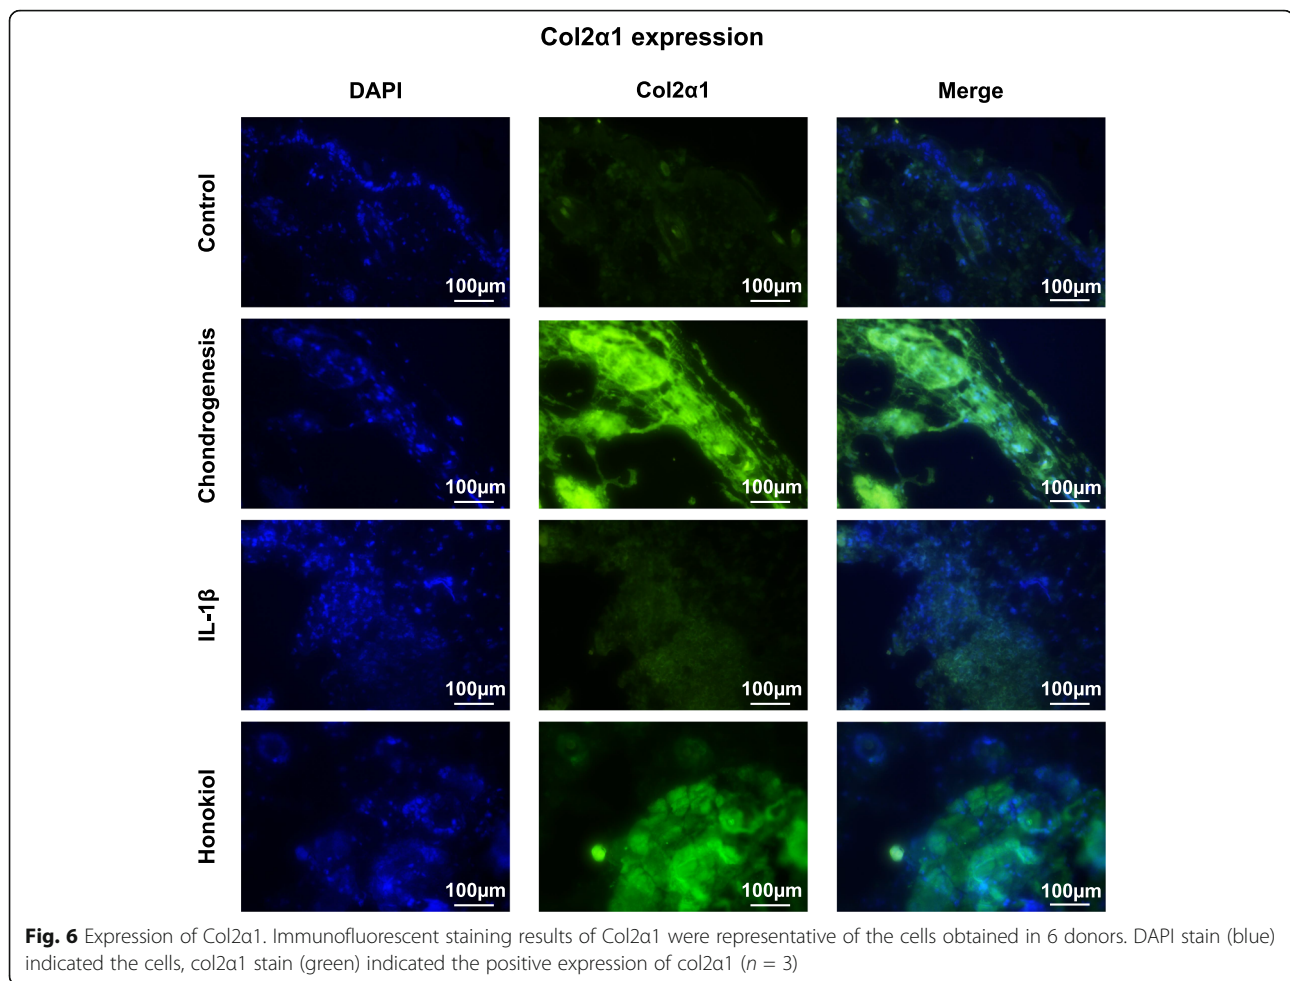 Col2α1 expression
DAPI
Col2α1
Merge
Control
100μm
100μm
100μm
Chondrogenesis
100μm
100μm
100μm
IL-1β
100μm
100μm
100μm
Honokiol
100μm
100μm
100μm
Fig. 6 Expression of Col2α1. Immunofluorescent staining results of Col2α1 were representative of the cells obtained in 6 donors. DAPI stain (blue)
indicated the cells, col2α1 stain (green) indicated the positive expression of col2α1 (n = 3)